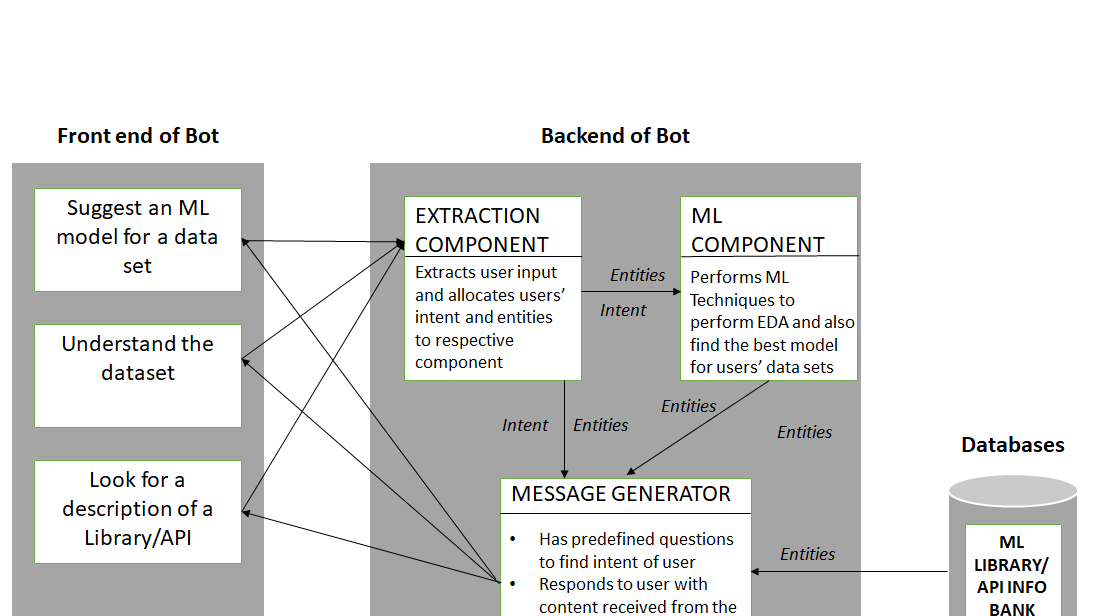 Front end of Bot
Suggest an ML
model for a data
set
Understand the
dataset
Look for a
description of a
Library/API
Backend of Bot
EXTRACTION
COMPONENT
Extracts user input
and allocates users’
intent and entities
to respective
component
Entities
Intent
ML
COMPONENT
Performs ML
Techniques to
perform EDA and also
find the best model
for users’ data sets
Intent
Entities
Entities
Entities
MESSAGE GENERATOR
• Has predefined questions
to find intent of user
• Responds to user with
content received from the
Entities
Databases
ML
LIBRARY/
API INFO
BANK